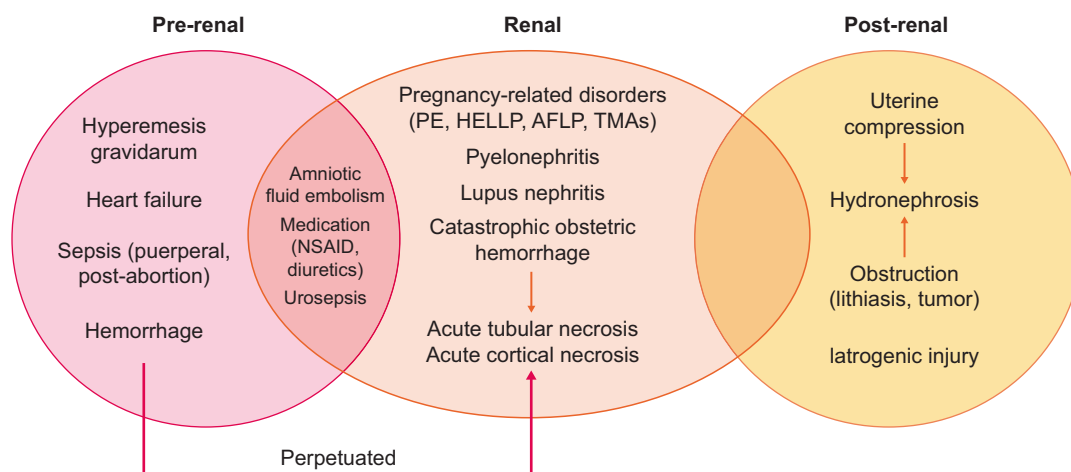 Pre-renal
Renal
Post-renal
Hyperemesis
gravidarum
Heart failure
Sepsis (puerperal,
post-abortion)
Hemorrhage
Amniotic
fluid embolism
Medication
(NSAID,
diuretics)
Urosepsis
Pregnancy-related disorders
(PE, HELLP, AFLP, TMAs)
Pyelonephritis
Lupus nephritis
Catastrophic obstetric
hemorrhage
Acute tubular necrosis
Acute cortical necrosis
Uterine
compression
Hydronephrosis
Obstruction
(lithiasis, tumor)
Iatrogenic injury
Perpetuated